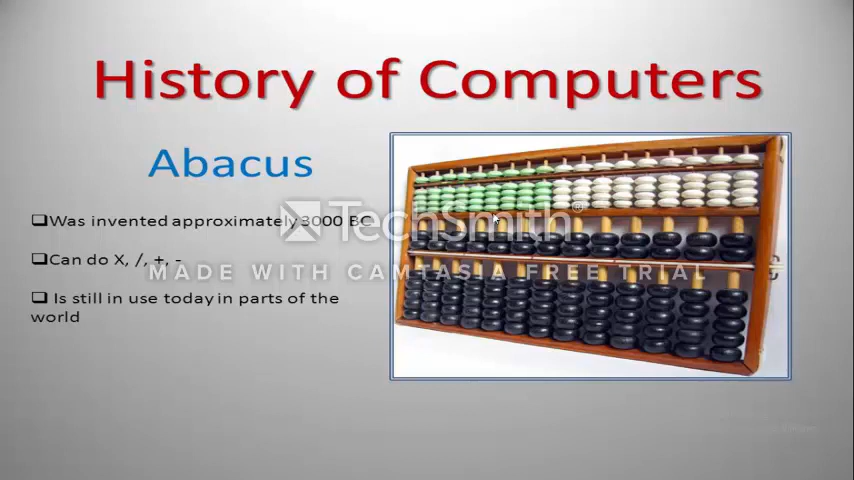 History of Computers
Abacus
Was invented approximately 3000 BC
Can do X, /, +, -
Is still in use today in parts of the
world
TechSmith®
MADE WITH CAMTASIA FREE TRIAL